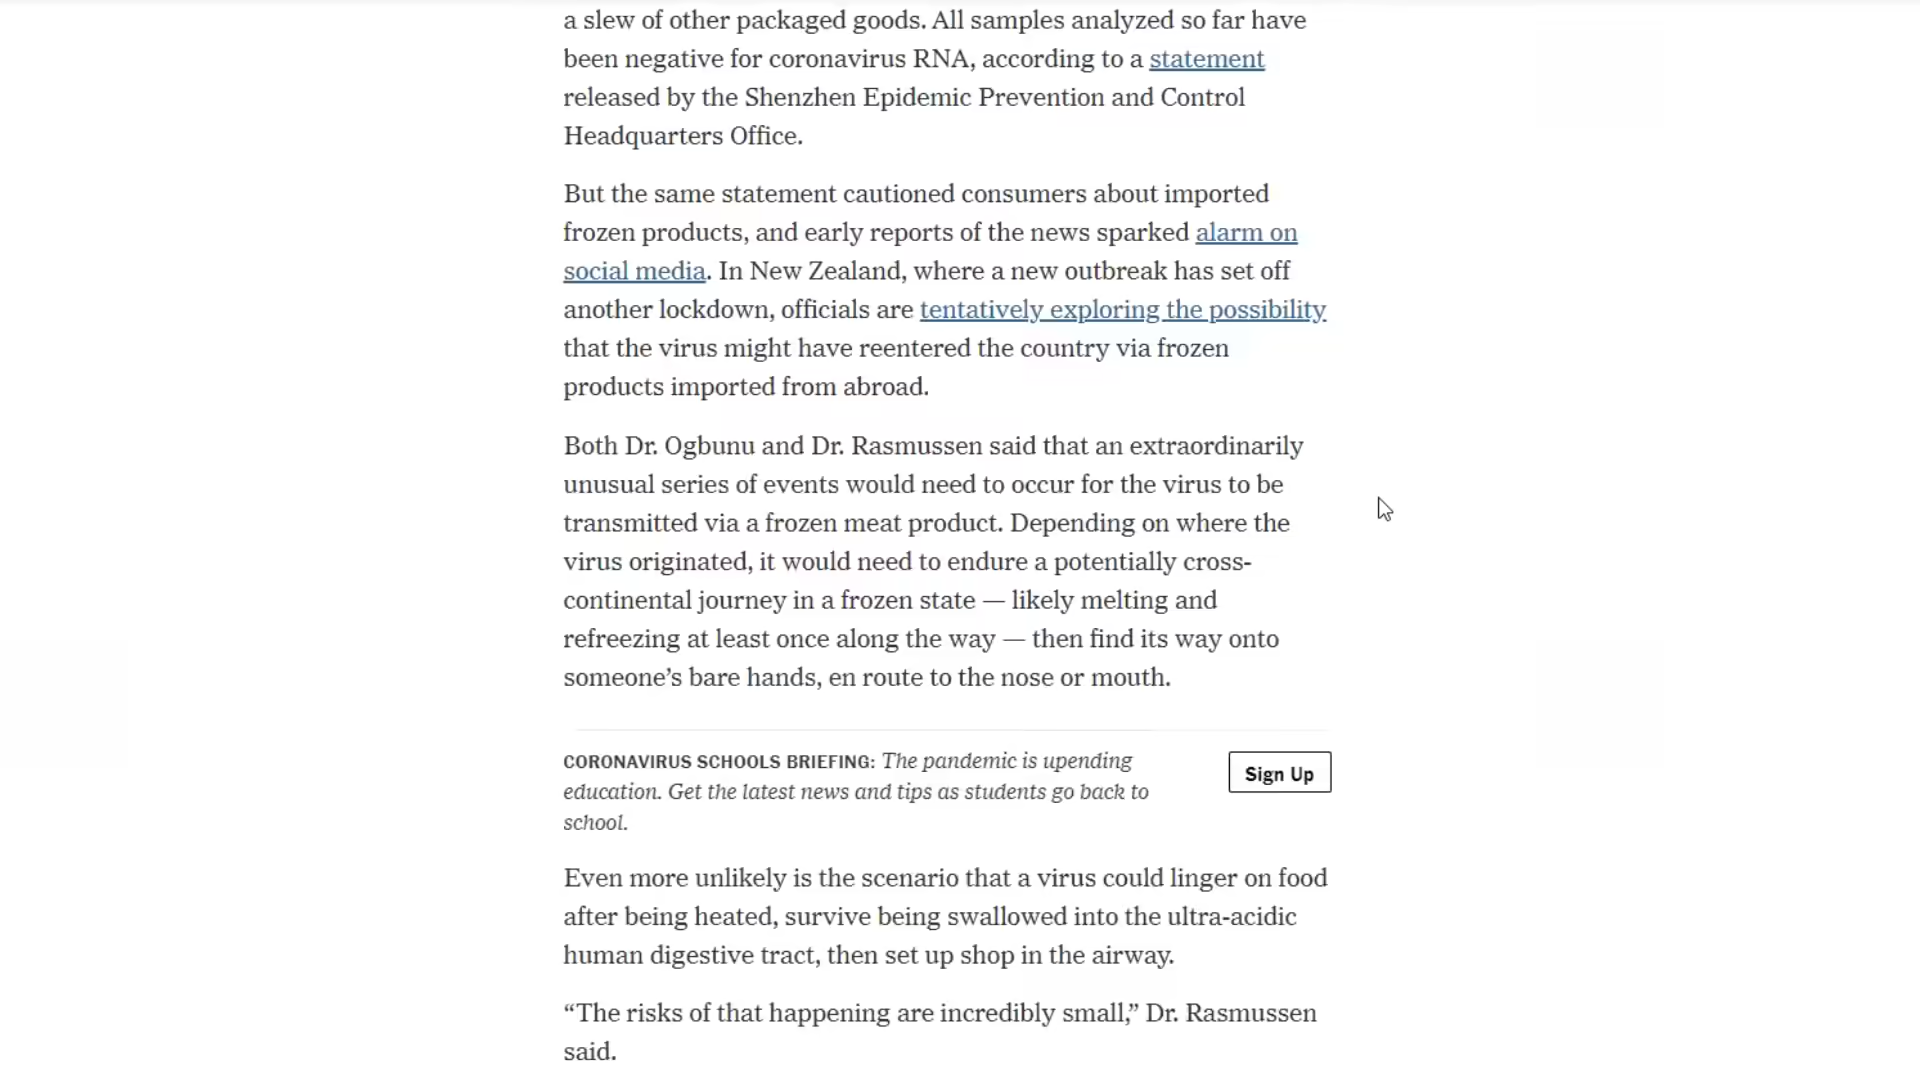 a slew of other packaged goods. All samples analyzed so far have
been negative for coronavirus RNA, according to a statement
released by the Shenzhen Epidemic Prevention and Control
Headquarters Office.
But the same statement cautioned consumers about imported
frozen products, and early reports of the news sparked alarm on
social media. In New Zealand, where a new outbreak has set off
another lockdown, officials are tentatively exploring the possibility
that the virus might have reentered the country via frozen
products imported from abroad.
Both Dr. Ogbunu and Dr. Rasmussen said that an extraordinarily
unusual series of events would need to occur for the virus to be
transmitted via a frozen meat product. Depending on where the
virus originated, it would need to endure a potentially cross-
continental journey in a frozen state — likely melting and
refreezing at least once along the way — then find its way onto
someone’s bare hands, en route to the nose or mouth.
CORONAVIRUS SCHOOLS BRIEFING: The pandemic is upending
education. Get the latest news and tips as students go back to
school.
Sign Up
Even more unlikely is the scenario that a virus could linger on food
after being heated, survive being swallowed into the ultra-acidic
human digestive tract, then set up shop in the airway.
“The risks of that happening are incredibly small,” Dr. Rasmussen
said.